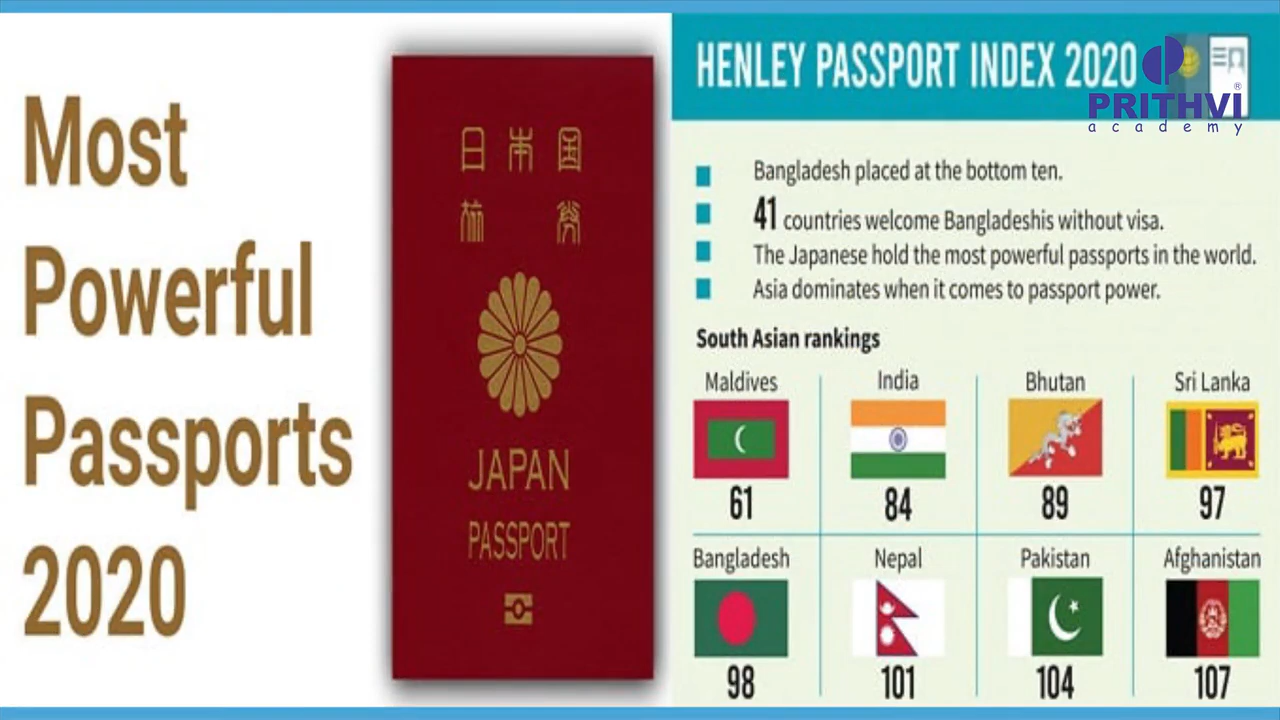 Most
Powerful
Passports
2020
日本国
旅券
JAPAN
PASSPORT
HENLEY PASSPORT INDEX 2020
PRITHVI
®
academy
Bangladesh placed at the bottom ten.
41 countries welcome Bangladeshis without visa.
The Japanese hold the most powerful passports in the world.
Asia dominates when it comes to passport power.
South Asian rankings
Maldives India Bhutan Sri Lanka
61 84 89 97
Bangladesh Nepal Pakistan Afghanistan
98 101 104 107